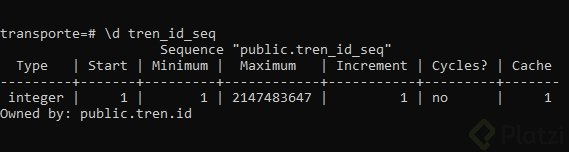 transporte=# \d tren_id_seq
Sequence "public.tren_id_seq"
Type | Start | Minimum | Maximum | Increment | Cycles? | Cache
---------+-------+---------+------------+-----------+---------+-------
integer | 1 | 1 | 2147483647 | 1 | no | 1
Owned by: public.tren.id
Platzi